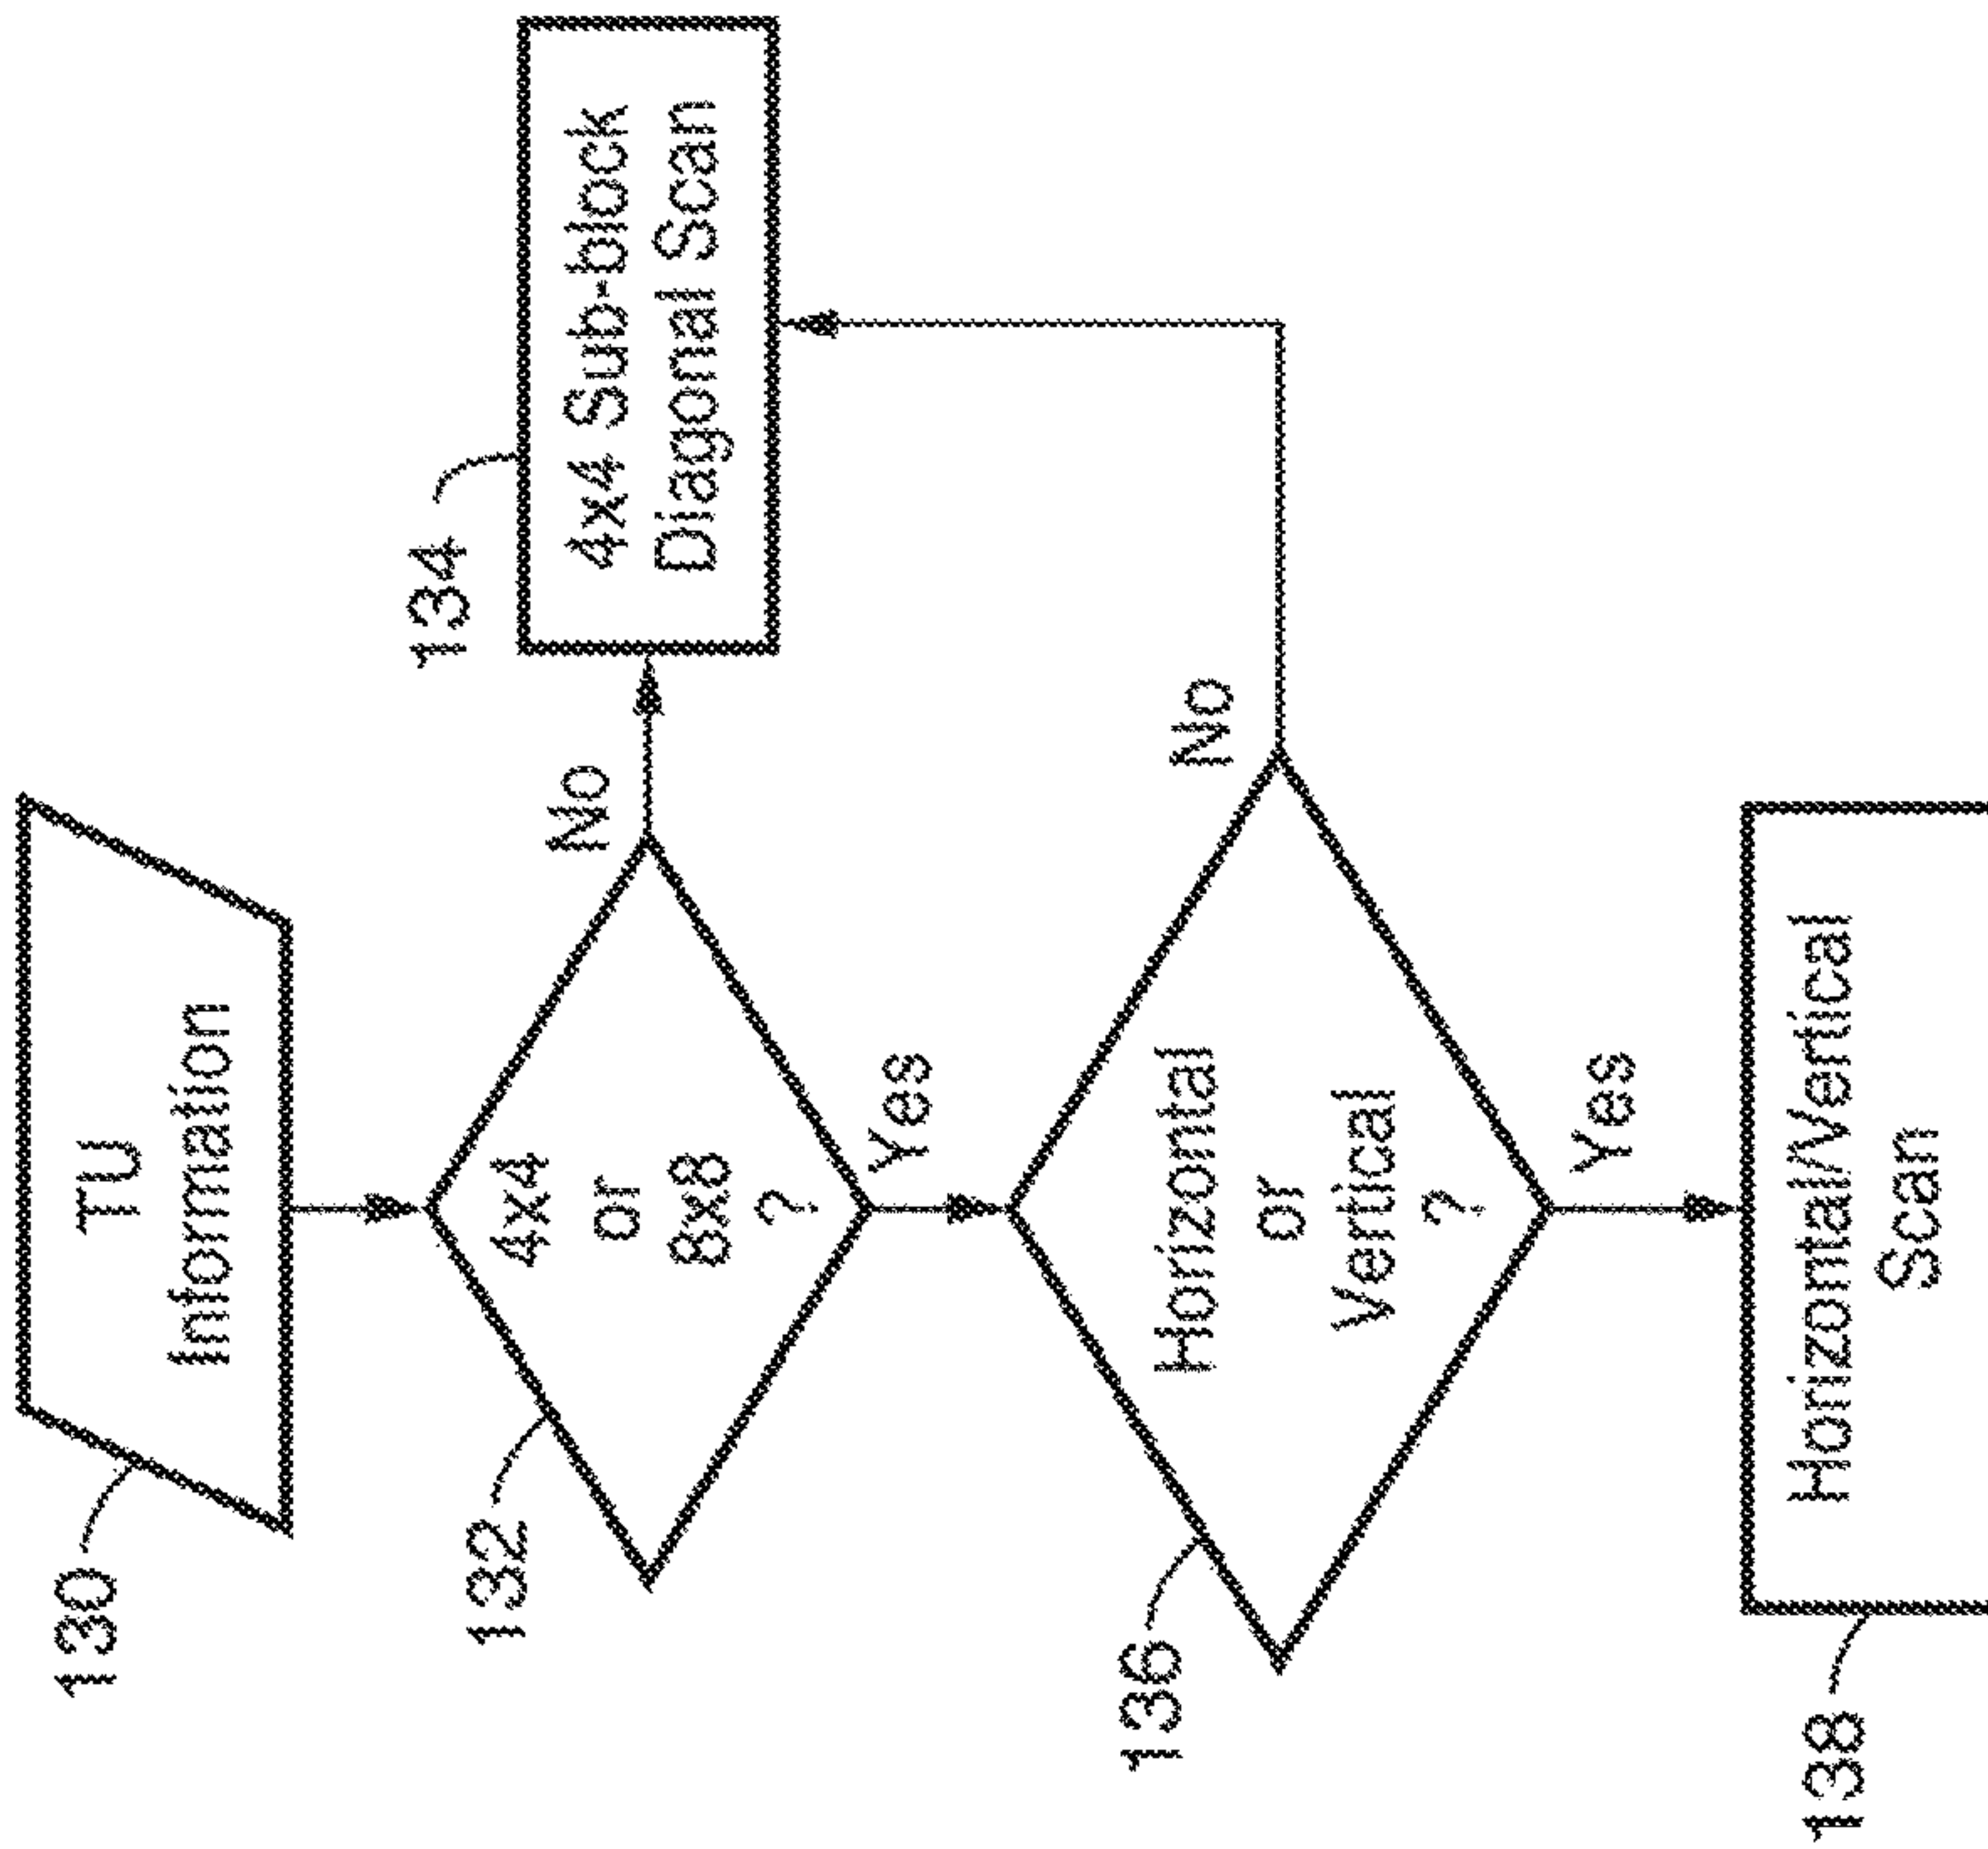 130
TU
Information
132
4x4
or
8x8
?
No
Yes
134
4x4 Sub-block
Diagonal Scan
136
Horizontal
or
Vertical
?
No
Yes
138
Horizontal/Vertical
Scan